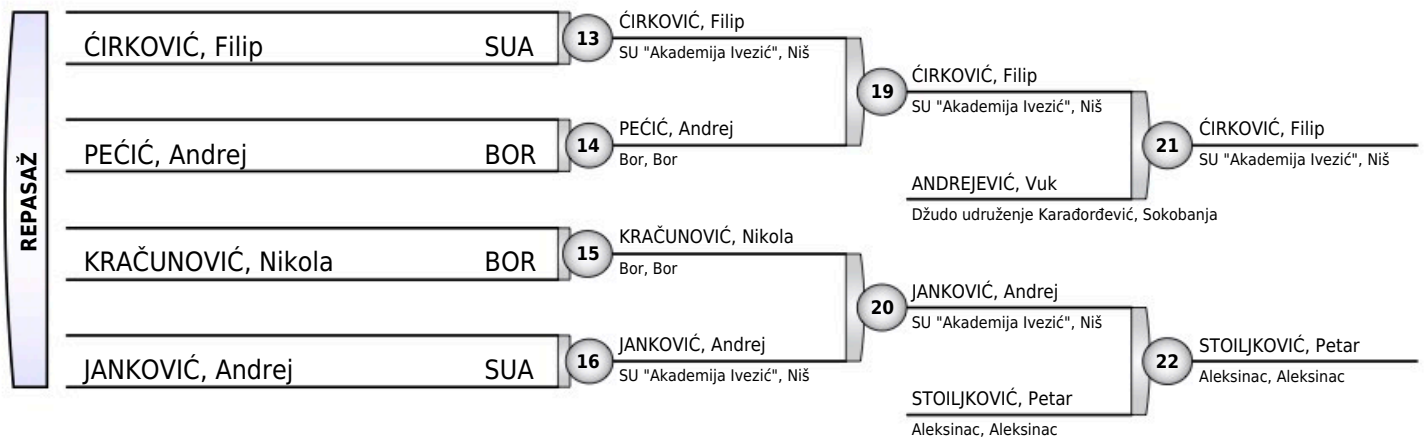 REPASAŽ
ĆIRKOVIĆ, Filip SUA
PEĆIĆ, Andrej BOR
KRAČUNOVIĆ, Nikola BOR
JANKOVIĆ, Andrej SUA
13
ĆIRKOVIĆ, Filip
SU "Akademija Ivezić", Niš
14
PEĆIĆ, Andrej
Bor, Bor
15
KRAČUNOVIĆ, Nikola
Bor, Bor
16
JANKOVIĆ, Andrej
SU "Akademija Ivezić", Niš
19
ĆIRKOVIĆ, Filip
SU "Akademija Ivezić", Niš
ANDREJEVIĆ, Vuk
Džudo udruženje Karađorđević, Sokobanja
20
JANKOVIĆ, Andrej
SU "Akademija Ivezić", Niš
STOILJKOVIĆ, Petar
Aleksinac, Aleksinac
21
ĆIRKOVIĆ, Filip
SU "Akademija Ivezić", Niš
22
STOILJKOVIĆ, Petar
Aleksinac, Aleksinac